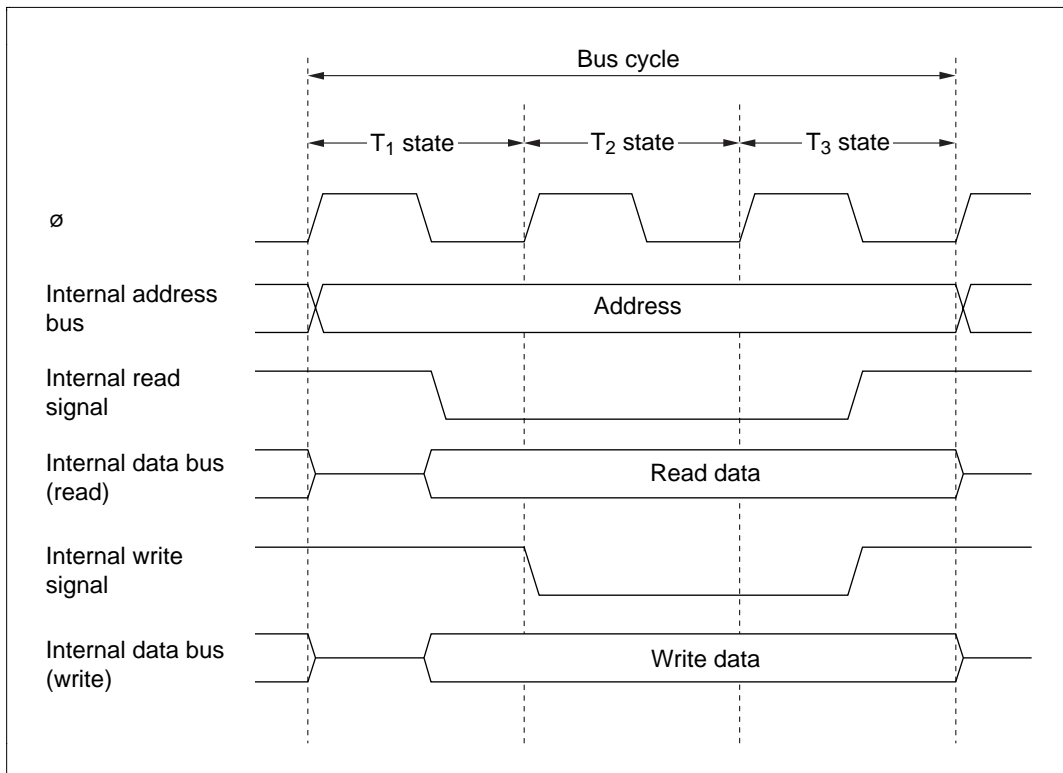 Bus cycle
T₁ state T₂ state T₃ state
ø
Internal address
bus
Address
Internal read
signal
Internal data bus
(read)
Read data
Internal write
signal
Internal data bus
(write)
Write data